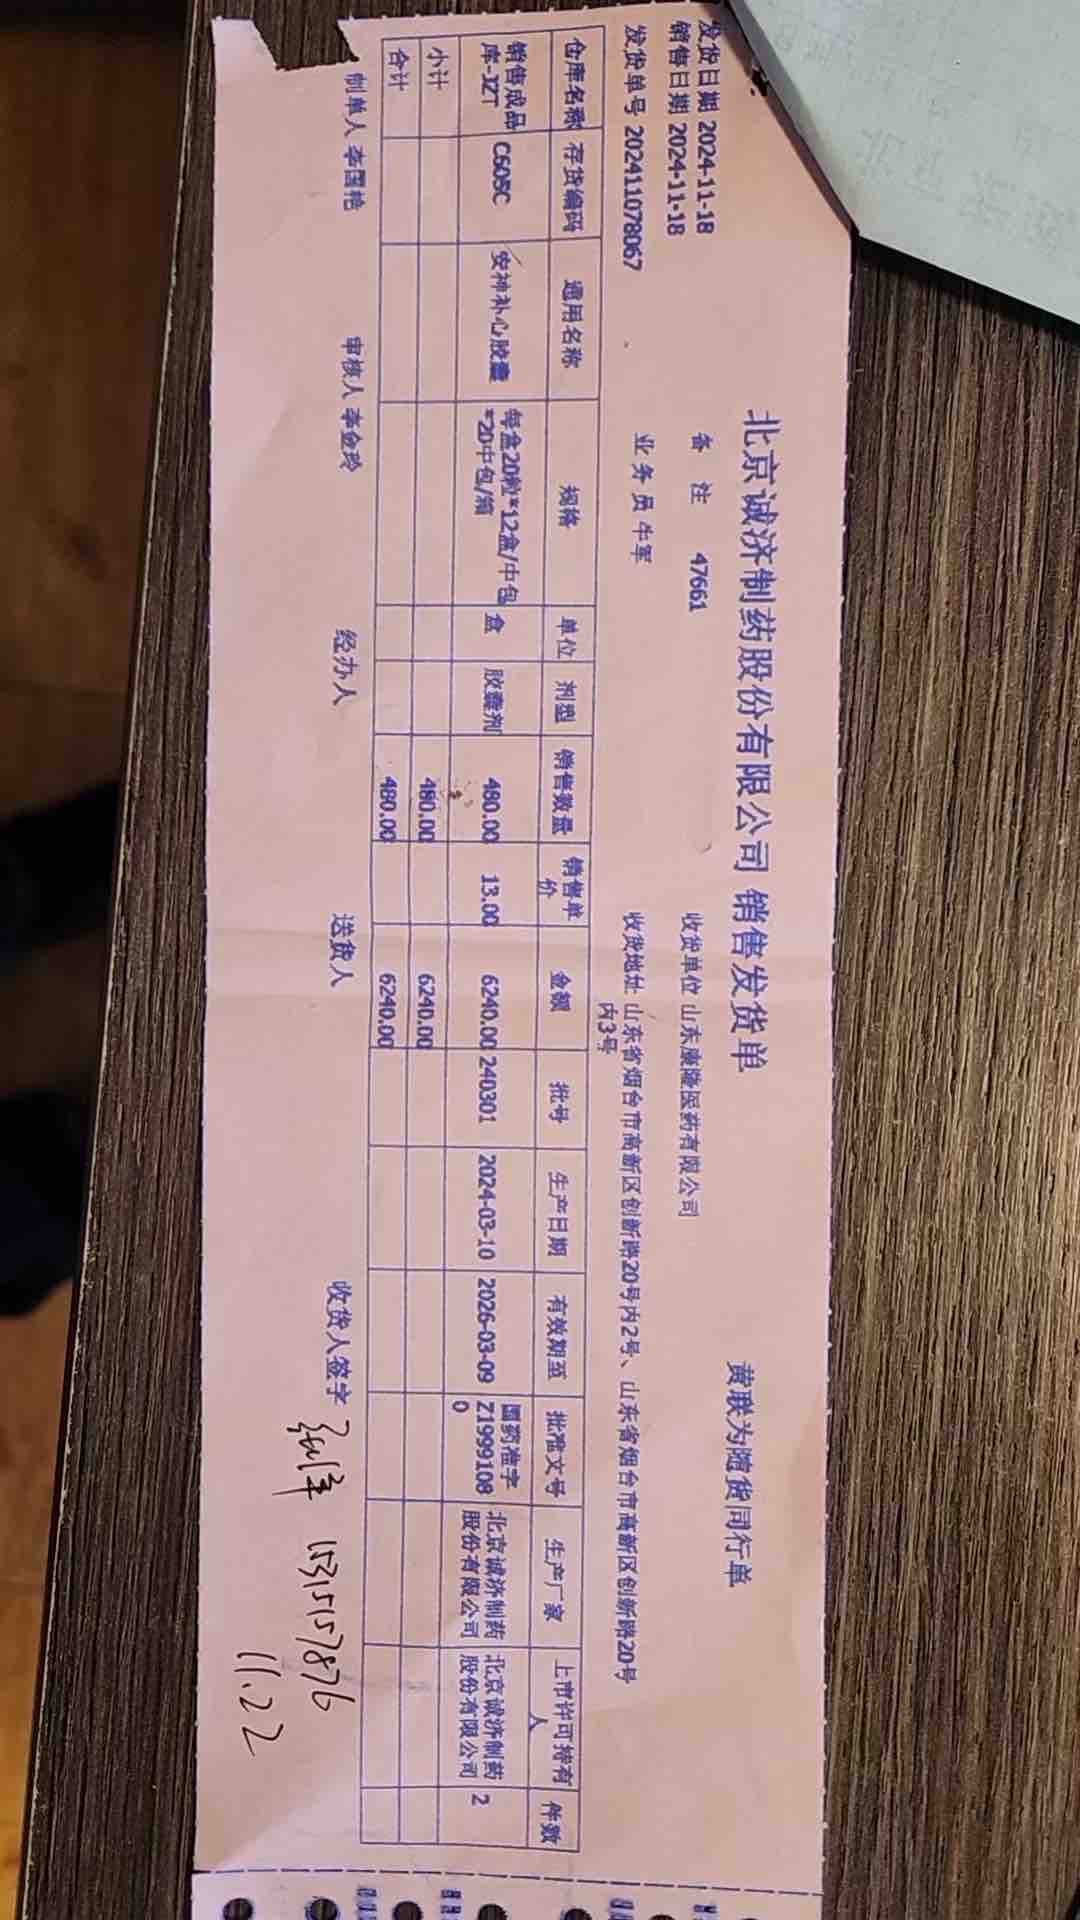 北京诚济制药股份有限公司 销售发货单
黄联为随货同行单
发货日期 2024-11-18
销售日期 2024-11-18 备 注 47661 收货单位 山东康隆医药有限公司
发货单号 202411078067 业 务 员 牛军 收货地址 山东省烟台市高新区创新路20号内2号、山东省烟台市高新区创新路20号
内3号
仓库名称 存货编码 通用名称 规格 单位 剂型 销售数量 销售单价 金额 批号 生产日期 有效期至 批准文号 生产厂家 上市许可持有人 件数
销售成品库-JZT C605C 安神补心胶囊 每盒20粒*12盒/中包*20中包/箱 盒 胶囊剂 480.00 13.00 6240.00 240301 2024-03-10 2026-03-09 国药准字Z19991080 北京诚济制药股份有限公司 北京诚济制药股份有限公司 2
小计 480.00 6240.00
合计 480.00 6240.00
制单人 李国艳 审核人 李金玲 经办人 送货人 收货人签字
15315157876
11.22